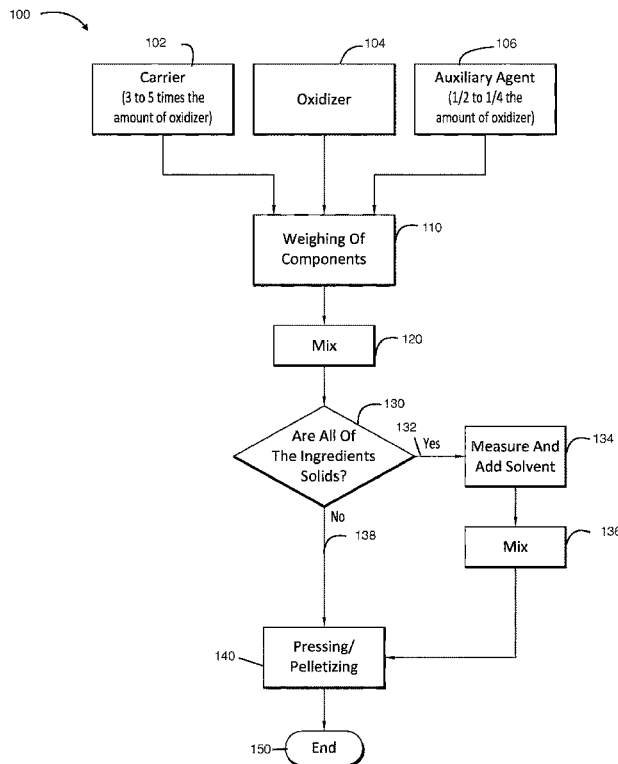 100
102
104
106
Carrier
(3 to 5 times the
amount of oxidizer)
Oxidizer
Auxiliary Agent
(1/2 to 1/4 the
amount of oxidizer)
Weighing Of
Components
110
Mix
120
130
Are All Of
The Ingredients
Solids?
132
Yes
Measure And
Add Solvent
134
No
138
Mix
136
Pressing/
Pelletizing
140
End
150